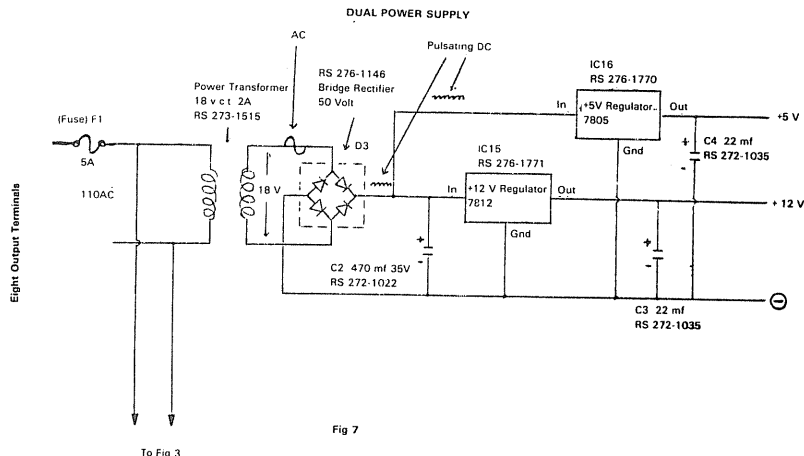 DUAL POWER SUPPLY
AC
Pulsating DC
Power Transformer
18 v ct 2A
RS 273-1515
RS 276-1146
Bridge Rectifier
50 Volt
IC16
RS 276-1770
(Fuse) F1
5A
110AC
18 V
D3
In
+5V Regulator
7805
Out
+5 V
Gnd
C4 22 mf
RS 272-1035
IC15
RS 276-1771
In
+12 V Regulator
7812
Out
+ 12 V
Gnd
+
-
+
-
+
-
C2 470 mf 35V
RS 272-1022
C3 22 mf
RS 272-1035
-
Eight Output Terminals
Fig 7
To Fig 3